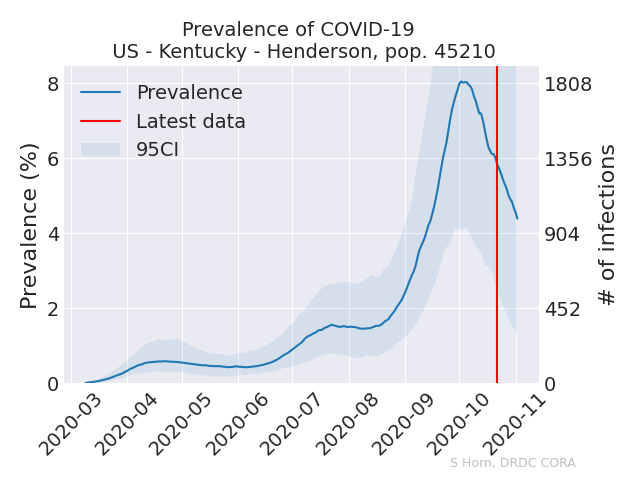 Prevalence of COVID-19
US - Kentucky - Henderson, pop. 45210
Prevalence
Latest data
95CI
Prevalence (%)
8
6
4
2
0
1808
1356
904
452
0
# of infections
2020-03
2020-04
2020-05
2020-06
2020-07
2020-08
2020-09
2020-10
2020-11
S Horn, DRDC CORA